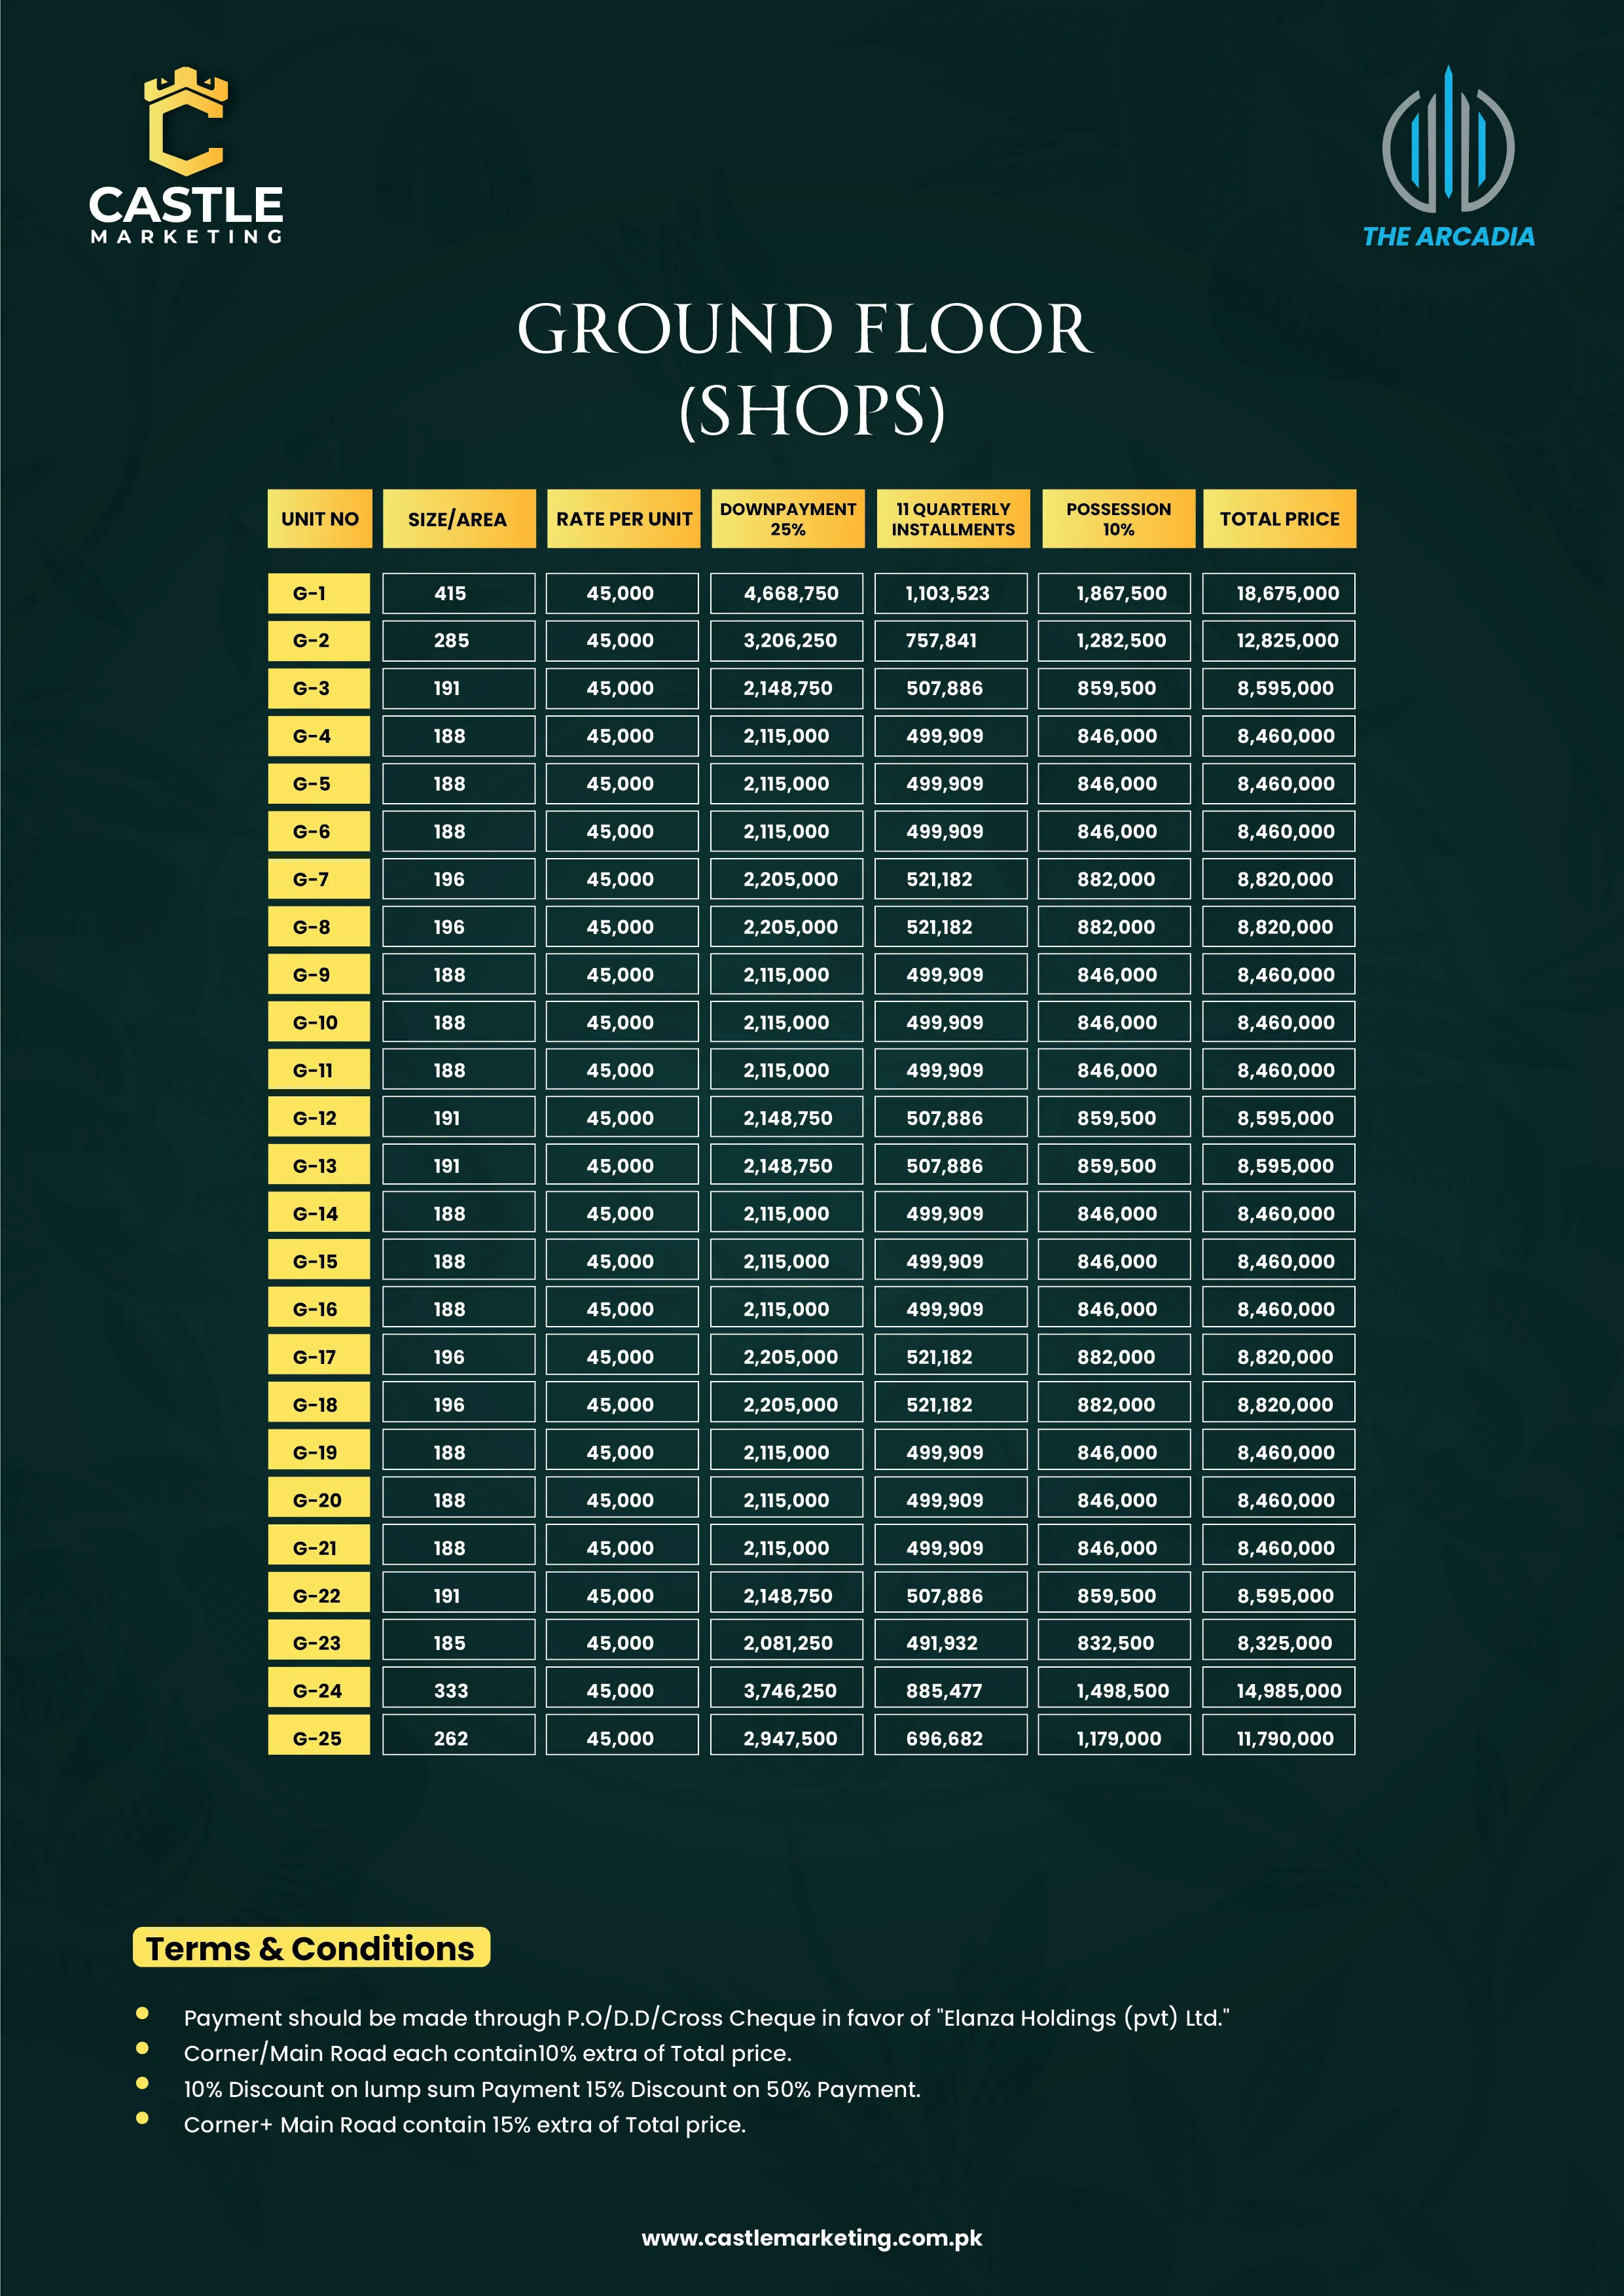 CASTLE
MARKETING
THE ARCADIA
GROUND FLOOR
(SHOPS)
UNIT NO SIZE/AREA RATE PER UNIT DOWNPAYMENT 25% 11 QUARTERLY INSTALLMENTS POSSESSION 10% TOTAL PRICE
G-1 415 45,000 4,668,750 1,103,523 1,867,500 18,675,000
G-2 285 45,000 3,206,250 757,841 1,282,500 12,825,000
G-3 191 45,000 2,148,750 507,886 859,500 8,595,000
G-4 188 45,000 2,115,000 499,909 846,000 8,460,000
G-5 188 45,000 2,115,000 499,909 846,000 8,460,000
G-6 188 45,000 2,115,000 499,909 846,000 8,460,000
G-7 196 45,000 2,205,000 521,182 882,000 8,820,000
G-8 196 45,000 2,205,000 521,182 882,000 8,820,000
G-9 188 45,000 2,115,000 499,909 846,000 8,460,000
G-10 188 45,000 2,115,000 499,909 846,000 8,460,000
G-11 188 45,000 2,115,000 499,909 846,000 8,460,000
G-12 191 45,000 2,148,750 507,886 859,500 8,595,000
G-13 191 45,000 2,148,750 507,886 859,500 8,595,000
G-14 188 45,000 2,115,000 499,909 846,000 8,460,000
G-15 188 45,000 2,115,000 499,909 846,000 8,460,000
G-16 188 45,000 2,115,000 499,909 846,000 8,460,000
G-17 196 45,000 2,205,000 521,182 882,000 8,820,000
G-18 196 45,000 2,205,000 521,182 882,000 8,820,000
G-19 188 45,000 2,115,000 499,909 846,000 8,460,000
G-20 188 45,000 2,115,000 499,909 846,000 8,460,000
G-21 188 45,000 2,115,000 499,909 846,000 8,460,000
G-22 191 45,000 2,148,750 507,886 859,500 8,595,000
G-23 185 45,000 2,081,250 491,932 832,500 8,325,000
G-24 333 45,000 3,746,250 885,477 1,498,500 14,985,000
G-25 262 45,000 2,947,500 696,682 1,179,000 11,790,000
Terms & Conditions
Payment should be made through P.O/D.D/Cross Cheque in favor of "Elanza Holdings (pvt) Ltd."
Corner/Main Road each contain10% extra of Total price.
10% Discount on lump sum Payment 15% Discount on 50% Payment.
Corner+ Main Road contain 15% extra of Total price.
www.castlemarketing.com.pk